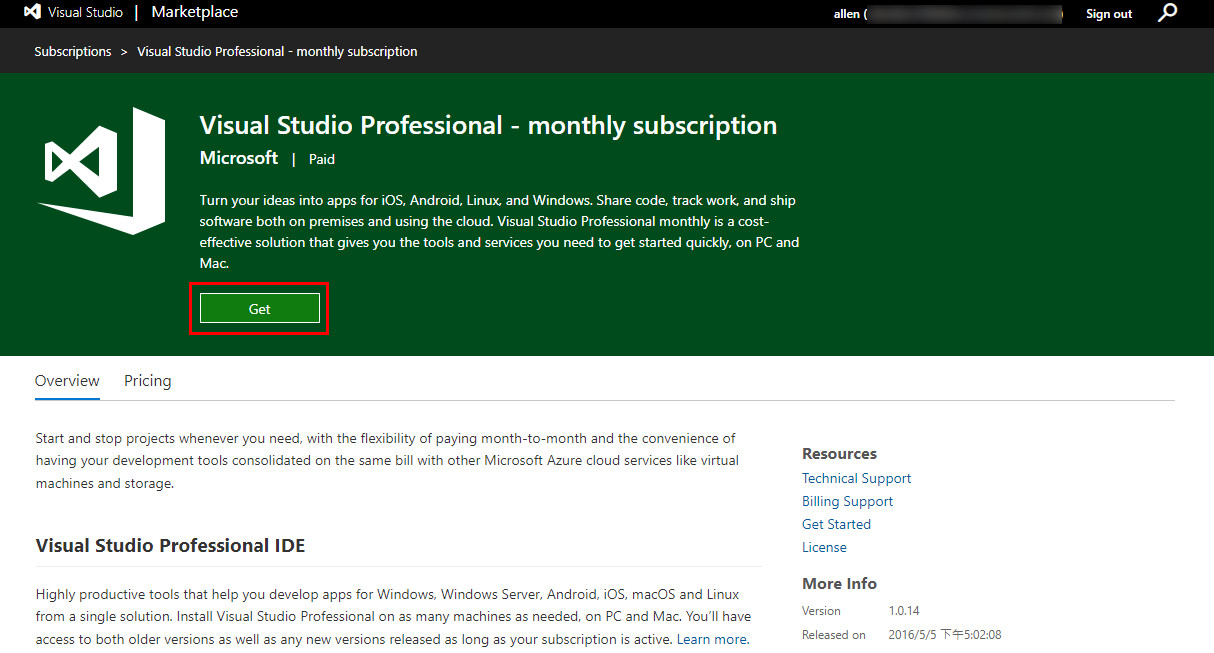 Visual Studio | Marketplace
allen (
Sign out
Subscriptions > Visual Studio Professional - monthly subscription
Visual Studio Professional - monthly subscription
Microsoft | Paid
Turn your ideas into apps for iOS, Android, Linux, and Windows. Share code, track work, and ship
software both on premises and using the cloud. Visual Studio Professional monthly is a cost-
effective solution that gives you the tools and services you need to get started quickly, on PC and
Mac.
Get
Overview Pricing
Start and stop projects whenever you need, with the flexibility of paying month-to-month and the convenience of
having your development tools consolidated on the same bill with other Microsoft Azure cloud services like virtual
machines and storage.
Visual Studio Professional IDE
Highly productive tools that help you develop apps for Windows, Windows Server, Android, iOS, macOS and Linux
from a single solution. Install Visual Studio Professional on as many machines as needed, on PC and Mac. You’ll have
access to both older versions as well as any new versions released as long as your subscription is active. Learn more.
Resources
Technical Support
Billing Support
Get Started
License
More Info
Version 1.0.14
Released on 2016/5/5 下午5:02:08